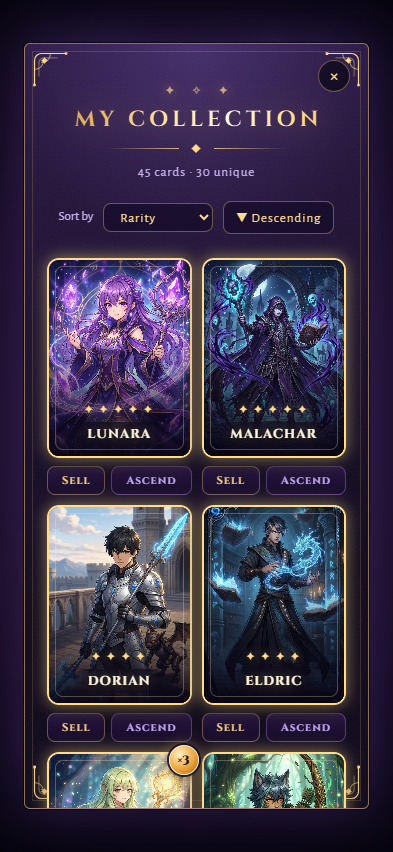 ×
MY COLLECTION
45 cards · 30 unique
Sort by Rarity ▼ Descending
LUNARA MALACHAR
SELL ASCEND SELL ASCEND
DORIAN ELDRIC
SELL ASCEND SELL ASCEND
×3